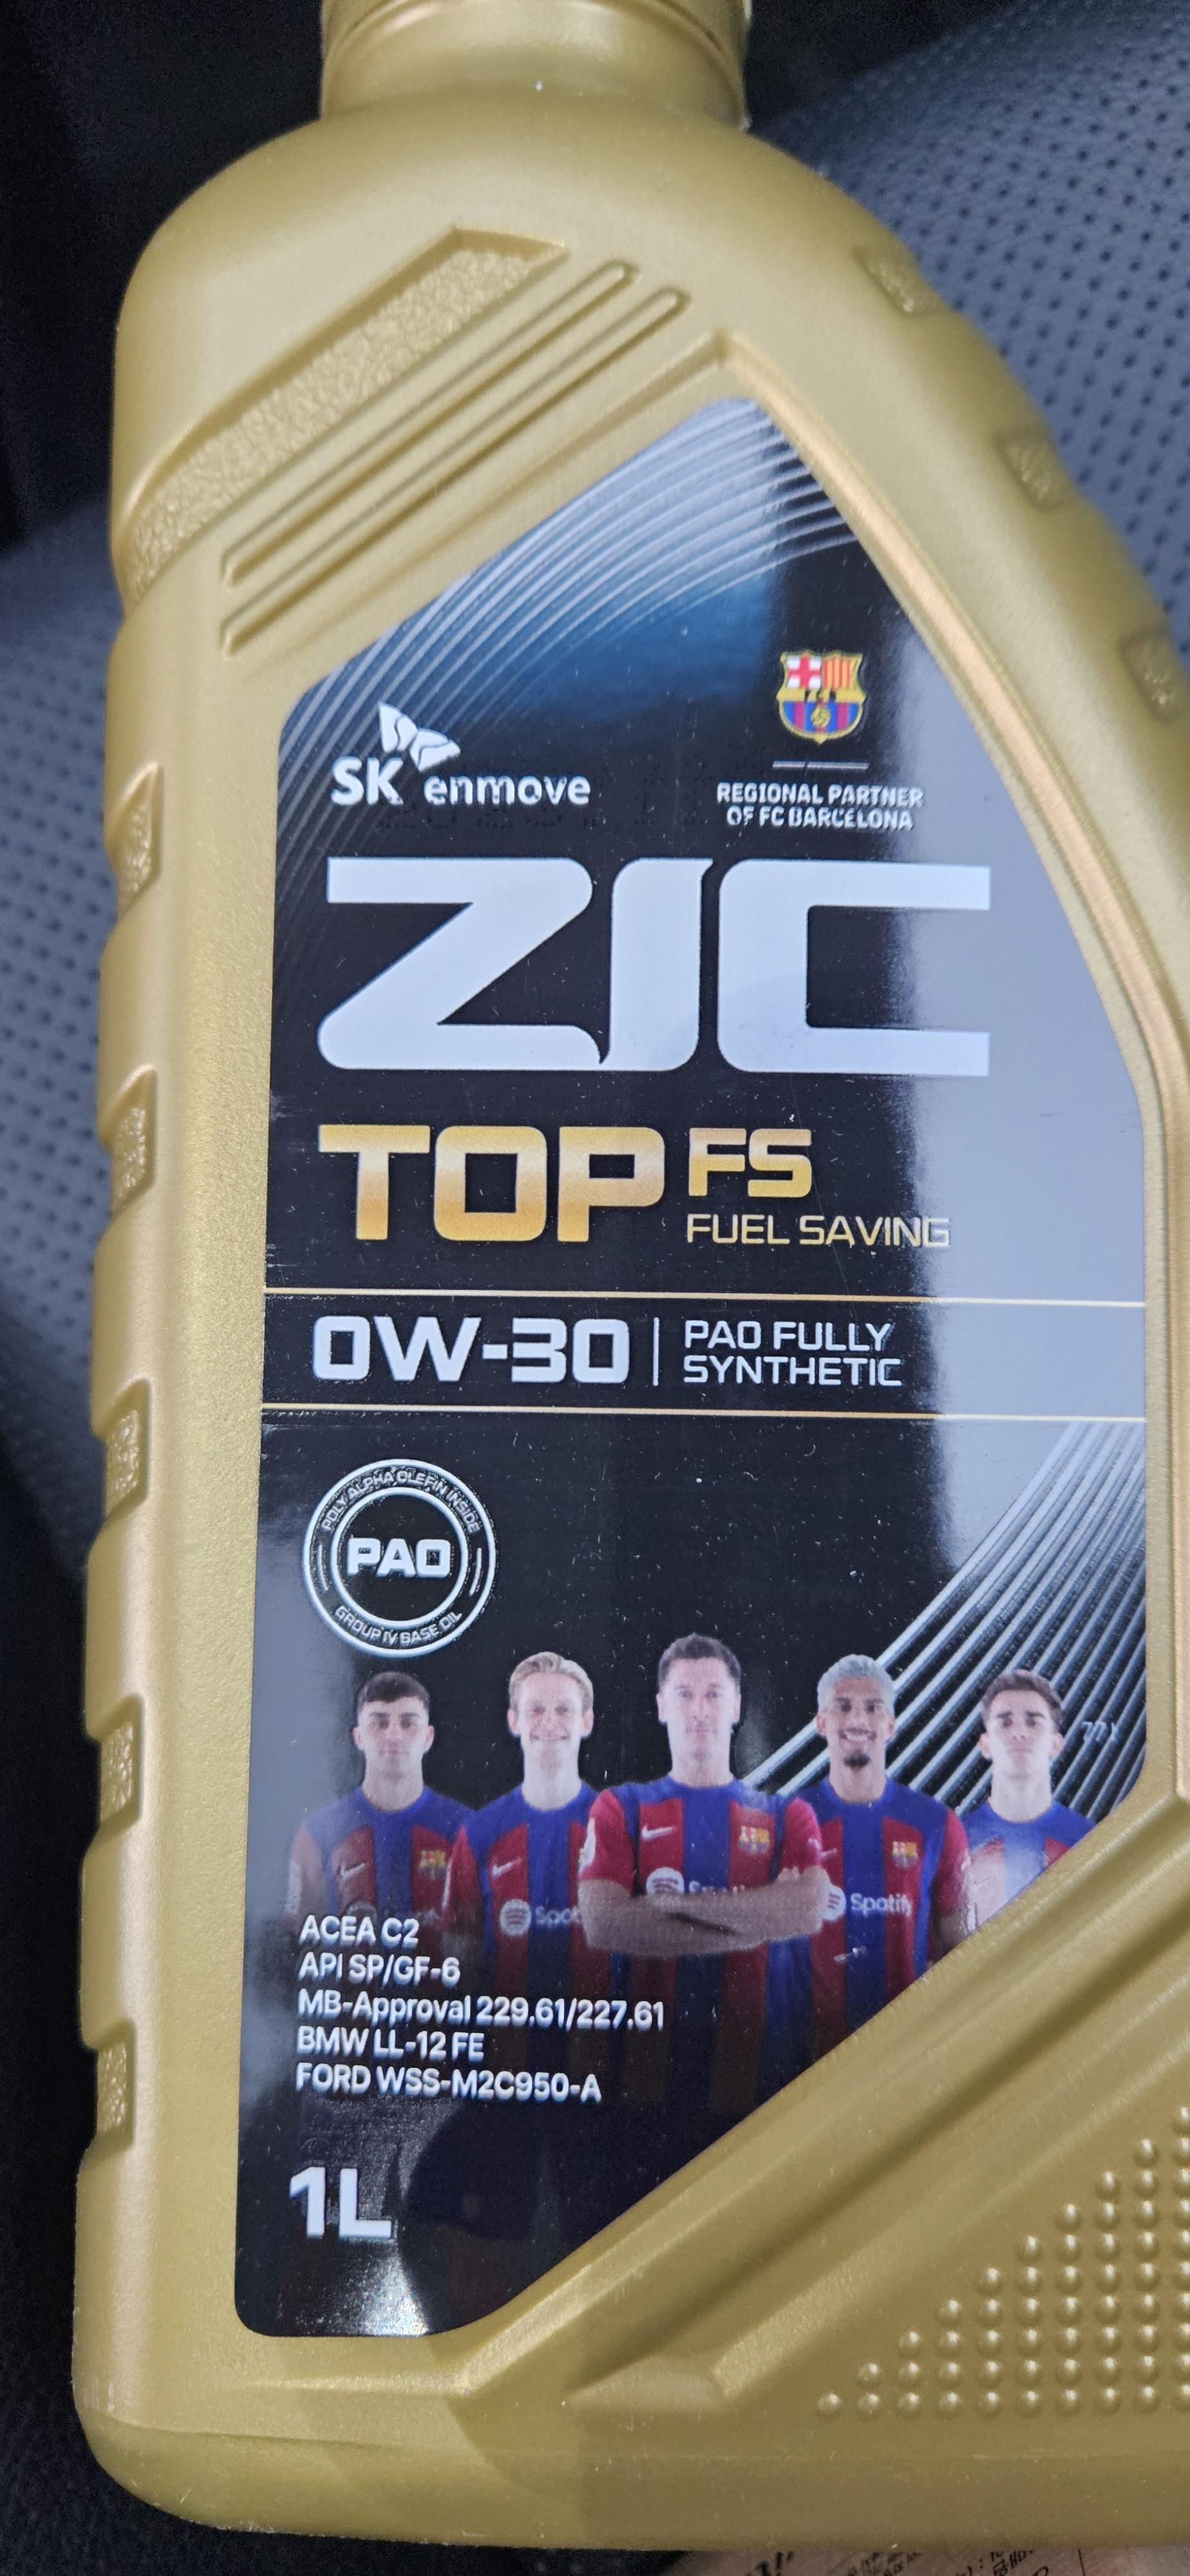 SK enmove
REGIONAL PARTNER
OF FC BARCELONA
ZIC
TOP FS
FUEL SAVING
0W-30 | PAO FULLY
SYNTHETIC
POLY ALPHA OLEFIN INSIDE
PAO
GROUP IV BASE OIL
Spotify
ACEA C2
API SP/GF-6
MB-Approval 229.61/227.61
BMW LL-12 FE
FORD WSS-M2C950-A
1L